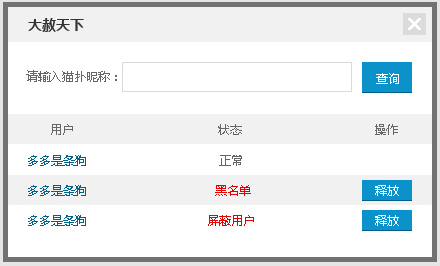 大赦天下
请输入猫扑昵称：
查询
用户 状态 操作
多多是条狗 正常
多多是条狗 黑名单 释放
多多是条狗 屏蔽用户 释放